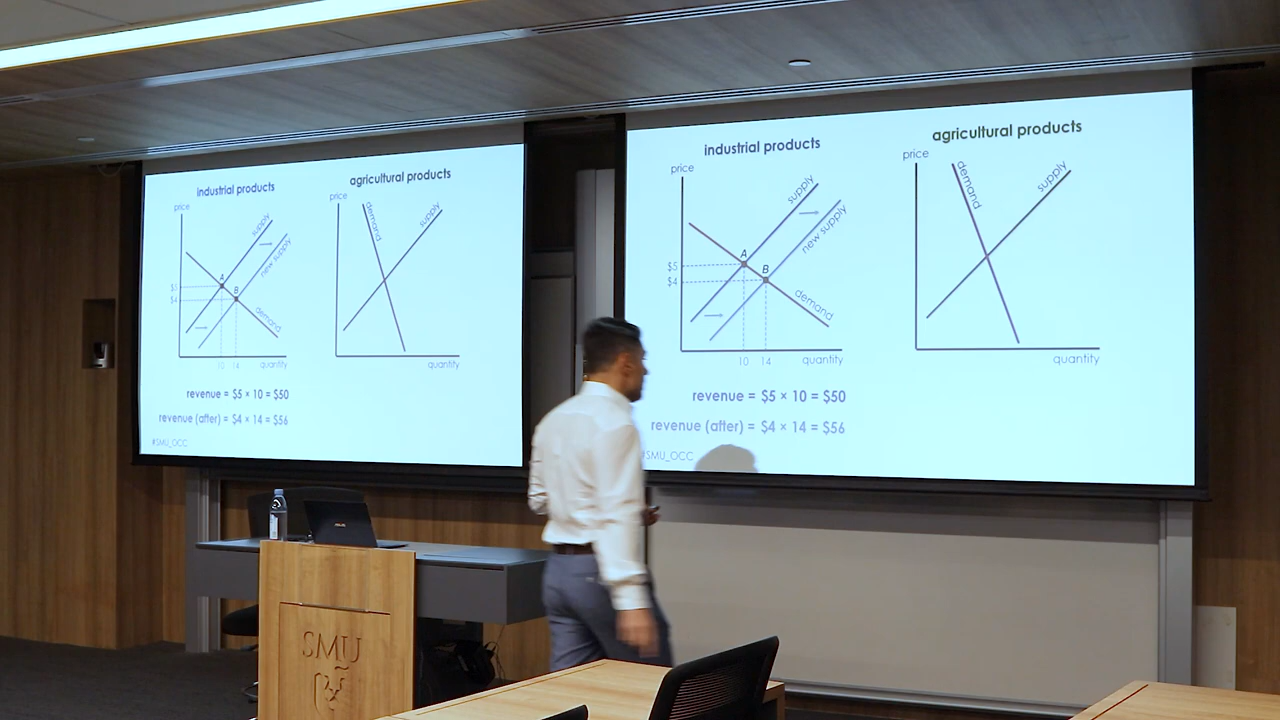 industrial products
price
supply
new supply
A
B
$5
$4
demand
10
14
quantity
revenue = $5 × 10 = $50
revenue (after) = $4 × 14 = $56
#SMU_OCC
agricultural products
price
demand
supply
quantity
industrial products
price
supply
new supply
A
B
$5
$4
demand
10
14
quantity
revenue = $5 × 10 = $50
revenue (after) = $4 × 14 = $56
#SMU_OCC
agricultural products
price
demand
supply
quantity
SMU